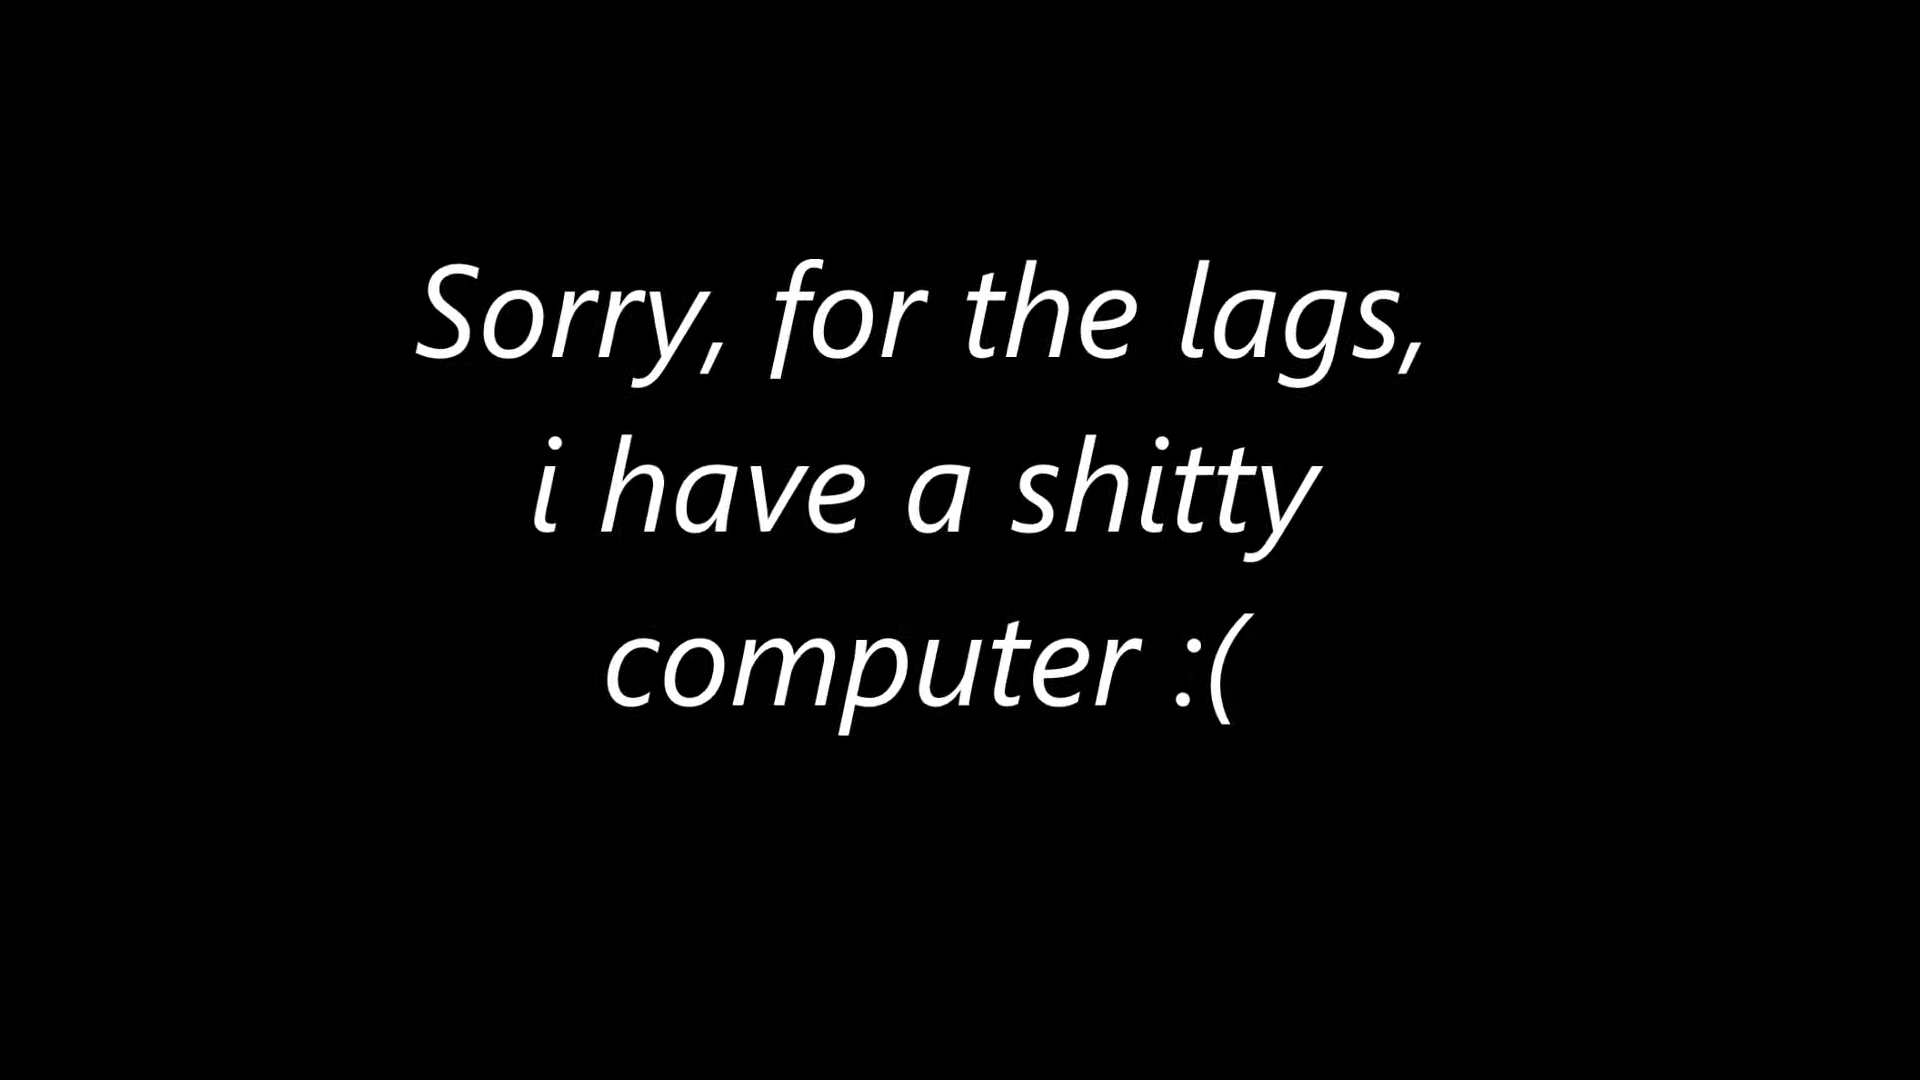 Sorry, for the lags,
i have a shitty
computer :(